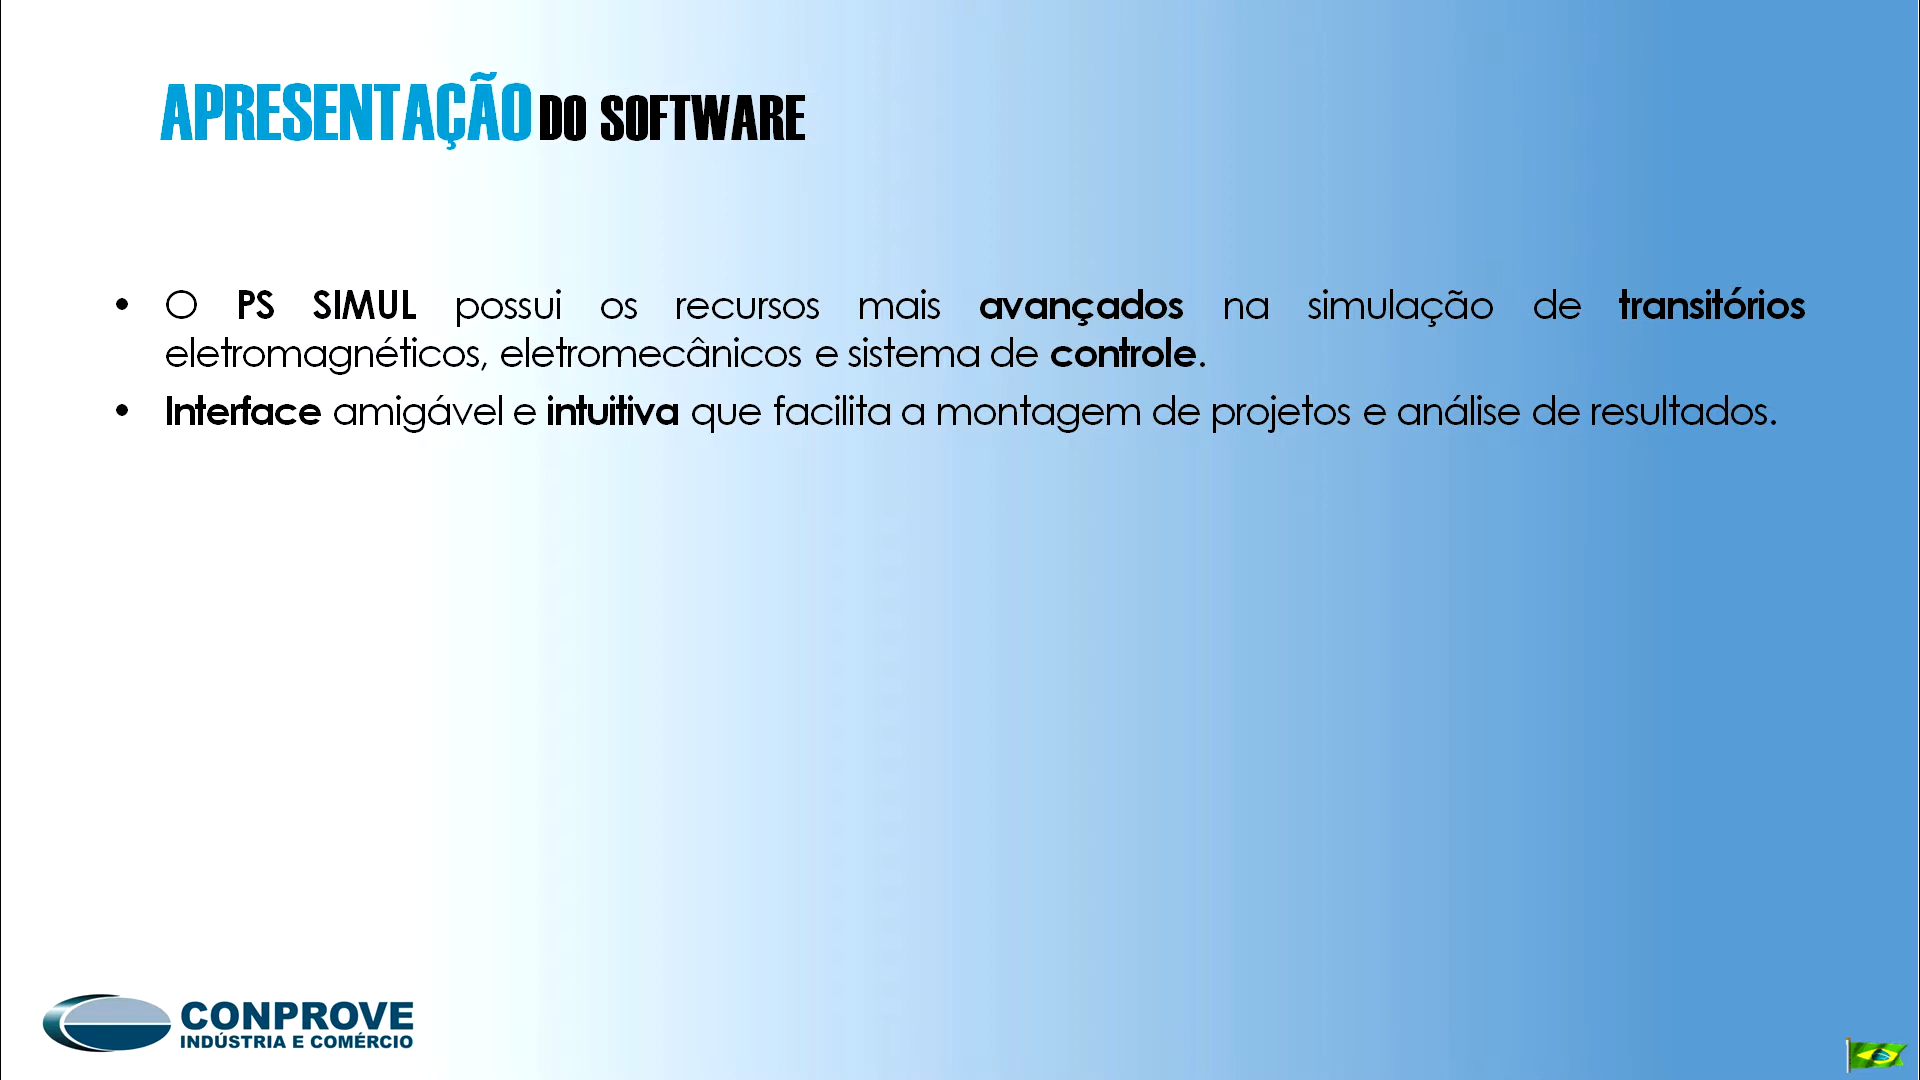 APRESENTAÇÃO DO SOFTWARE
• O PS SIMUL possui os recursos mais avançados na simulação de transitórios
eletromagnéticos, eletromecânicos e sistema de controle.
• Interface amigável e intuitiva que facilita a montagem de projetos e análise de resultados.
CONPROVE
INDÚSTRIA E COMÉRCIO